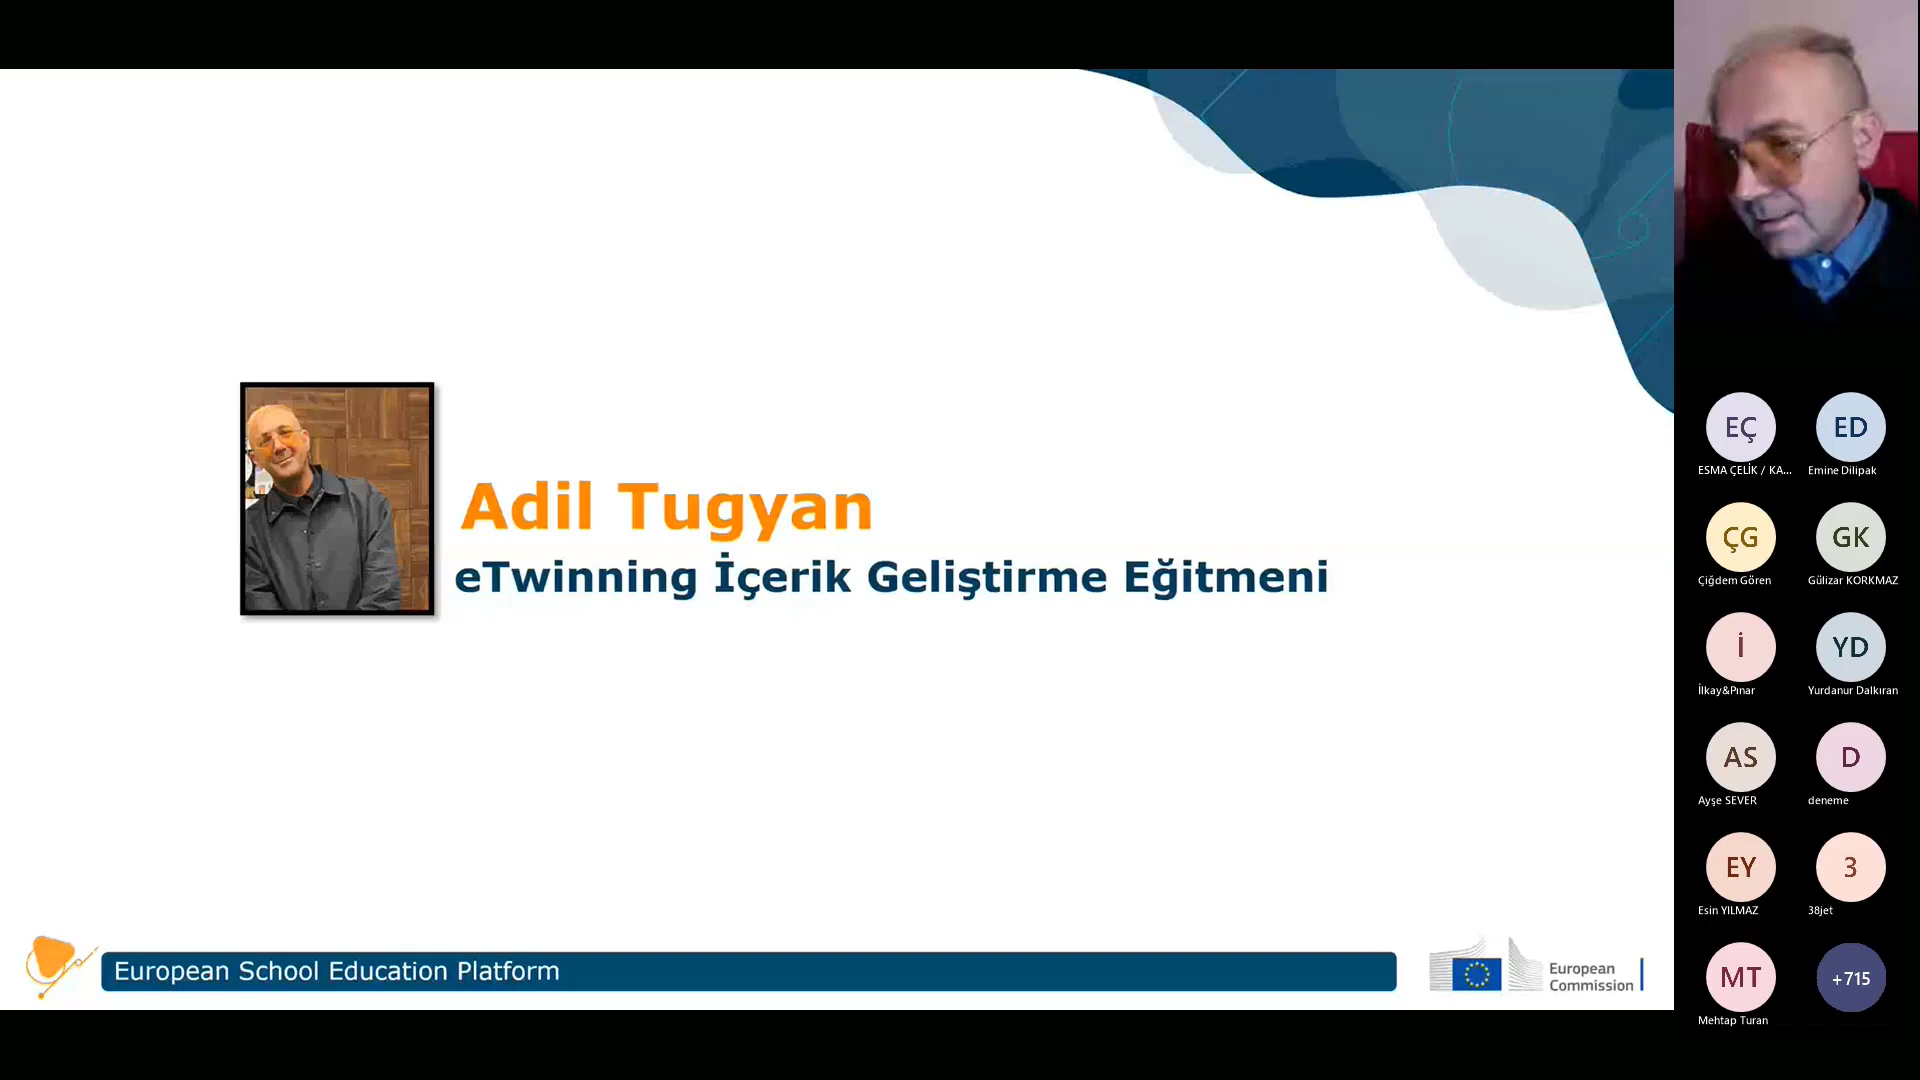 Adil Tugyan
eTwinning İçerik Geliştirme Eğitmeni
European School Education Platform
European
Commission
EÇ
ED
ESMA ÇELİK / KA...
Emine Dilipak
ÇG
GK
Çiğdem Gören
Gülizar KORKMAZ
İ
YD
İlkay&Pınar
Yurdanur Dalkıran
AS
D
Ayşe SEVER
deneme
EY
3
Esin YILMAZ
38jet
MT
+715
Mehtap Turan